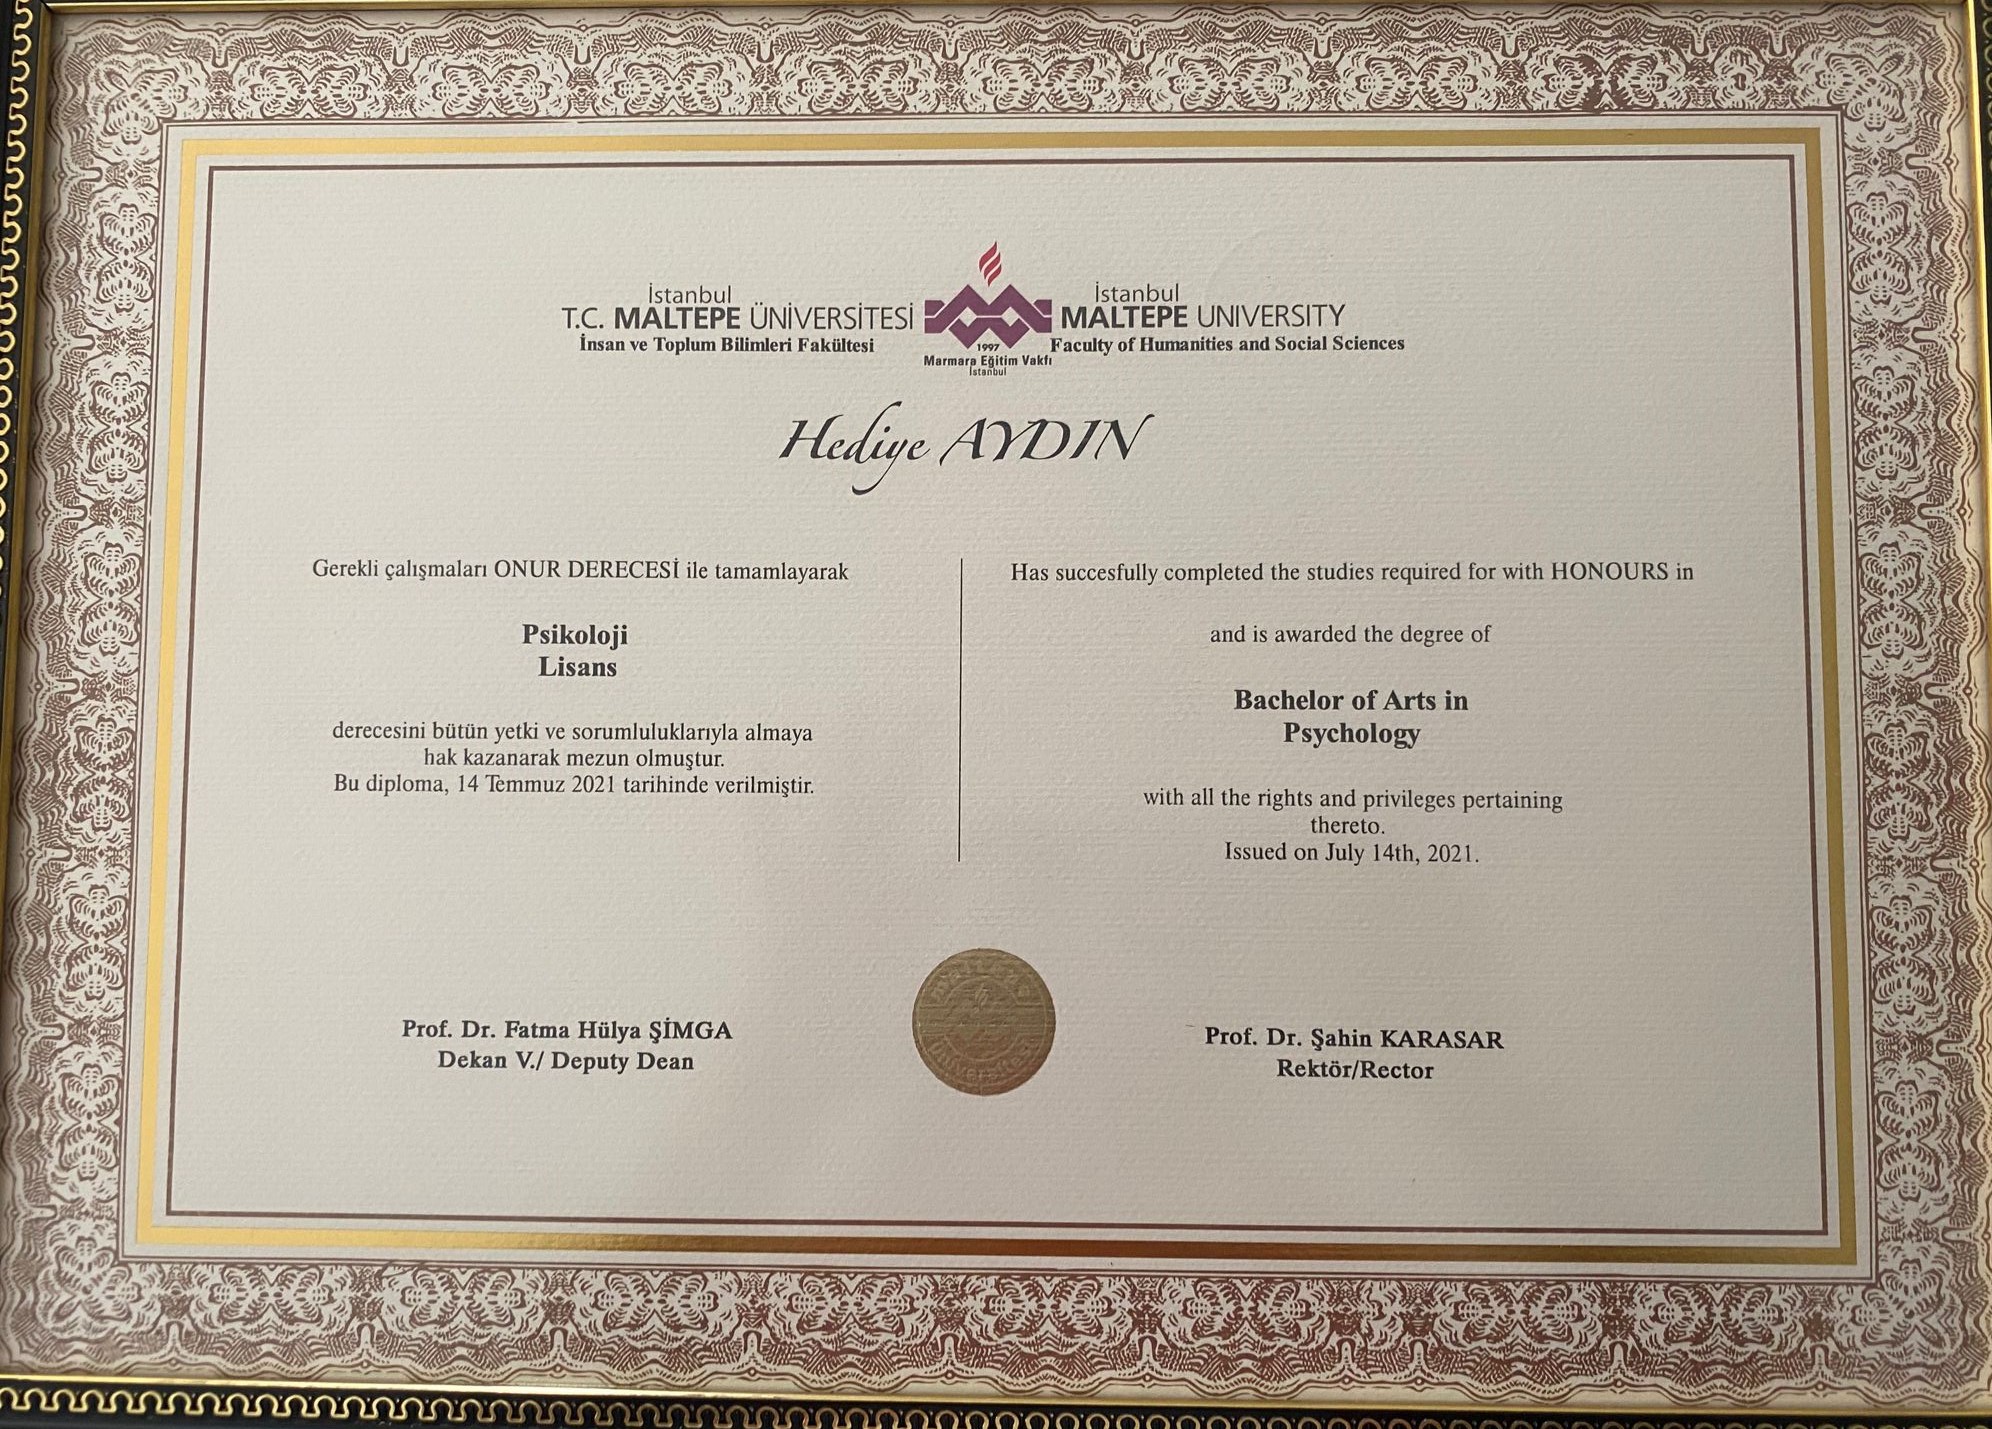 İstanbul
T.C. MALTEPE ÜNİVERSİTESİ
İnsan ve Toplum Bilimleri Fakültesi
1997
Marmara Eğitim Vakfı
İstanbul
İstanbul
MALTEPE UNIVERSITY
Faculty of Humanities and Social Sciences
Hediye AYDIN
Gerekli çalışmaları ONUR DERECESİ ile tamamlayarak
Psikoloji
Lisans
derecesini bütün yetki ve sorumluluklarıyla almaya
hak kazanarak mezun olmuştur.
Bu diploma, 14 Temmuz 2021 tarihinde verilmiştir.
Has succesfully completed the studies required for with HONOURS in
and is awarded the degree of
Bachelor of Arts in
Psychology
with all the rights and privileges pertaining
thereto.
Issued on July 14th, 2021.
Prof. Dr. Fatma Hülya ŞİMGA
Dekan V./ Deputy Dean
Prof. Dr. Şahin KARASAR
Rektör/Rector